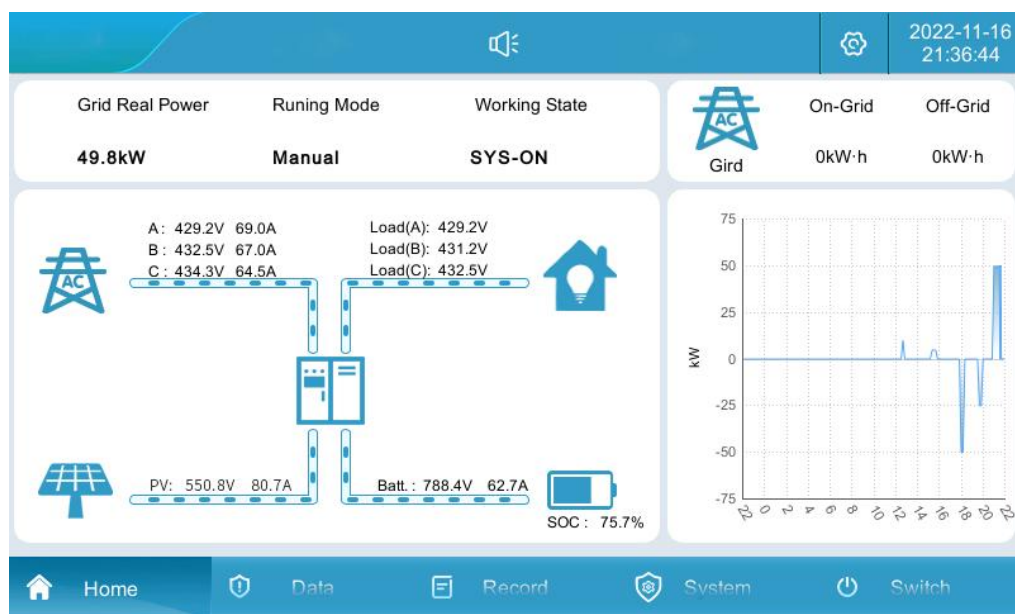 2022-11-16
21:36:44
Grid Real Power Runing Mode Working State
49.8kW Manual SYS-ON
AC
Gird
On-Grid Off-Grid
0kW·h 0kW·h
A: 429.2V 69.0A
B: 432.5V 67.0A
C: 434.3V 64.5A
Load(A): 429.2V
Load(B): 431.2V
Load(C): 432.5V
AC
PV: 550.8V 80.7A
Batt.: 788.4V 62.7A
SOC: 75.7%
75
50
25
0
-25
-50
-75
kW
22 0 2 4 6 8 10 12 14 16 18 20 22
Home Data Record System Switch